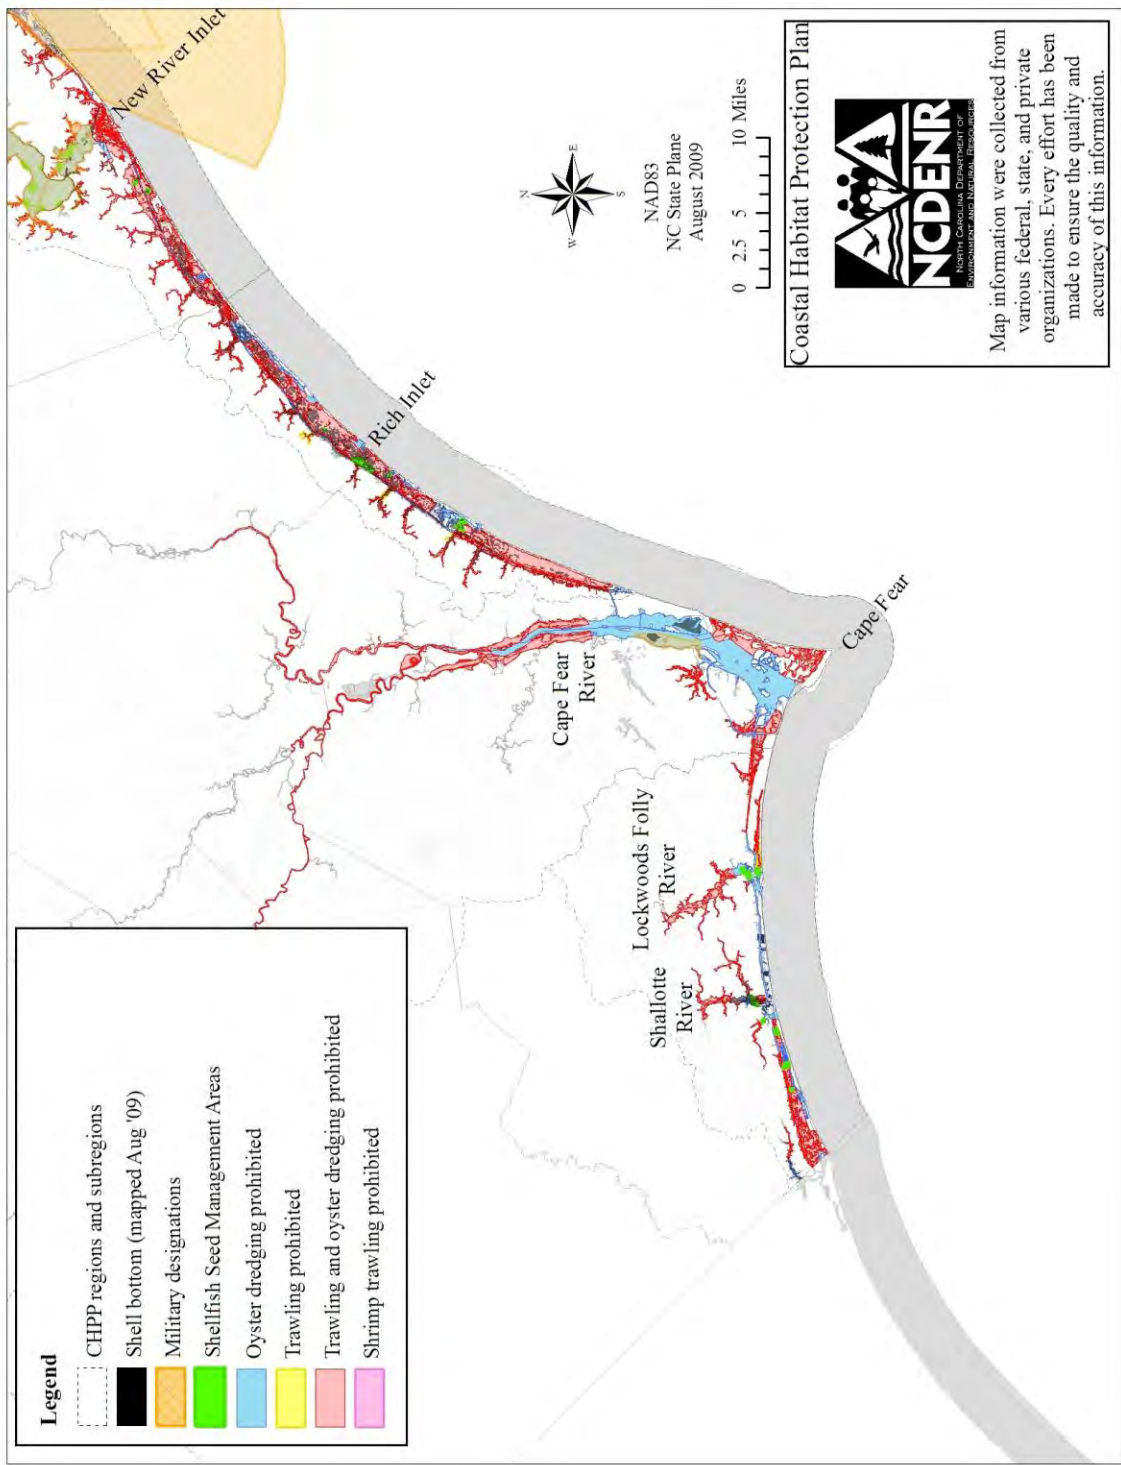 New River Inlet
Rich Inlet
Cape Fear
Cape Fear
River
Lockwoods Folly
River
Shallotte
River
N
W
E
S
NAD83
NC State Plane
August 2009
0 2.5 5 10 Miles
Coastal Habitat Protection Plan
NCDENR
NORTH CAROLINA DEPARTMENT OF
ENVIRONMENT AND NATURAL RESOURCES
Map information were collected from
various federal, state, and private
organizations. Every effort has been
made to ensure the quality and
accuracy of this information.
Legend
CHPP regions and subregions
Shell bottom (mapped Aug '09)
Military designations
Shellfish Seed Management Areas
Oyster dredging prohibited
Trawling prohibited
Trawling and oyster dredging prohibited
Shrimp trawling prohibited